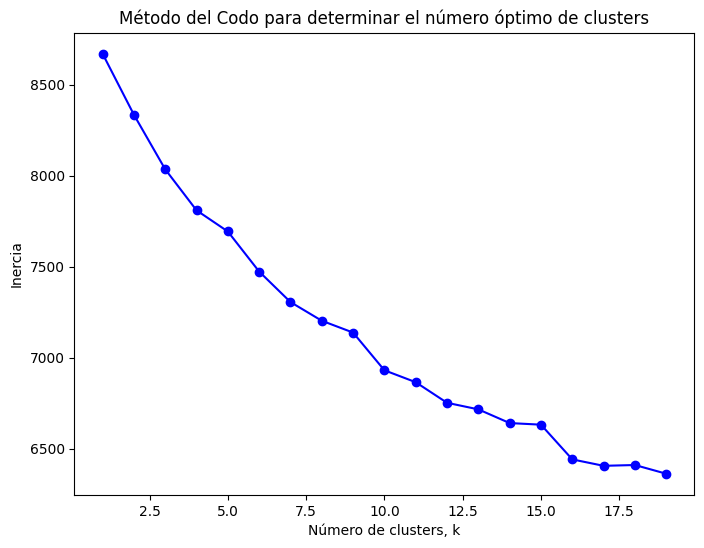 Método del Codo para determinar el número óptimo de clusters
8500
8000
7500
7000
6500
Inercia
2.5 5.0 7.5 10.0 12.5 15.0 17.5
Número de clusters, k